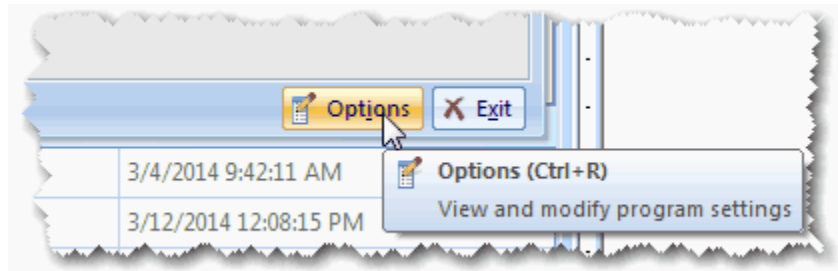 Options Exit
3/4/2014 9:42:11 AM
Options (Ctrl+R)
3/12/2014 12:08:15 PM
View and modify program settings